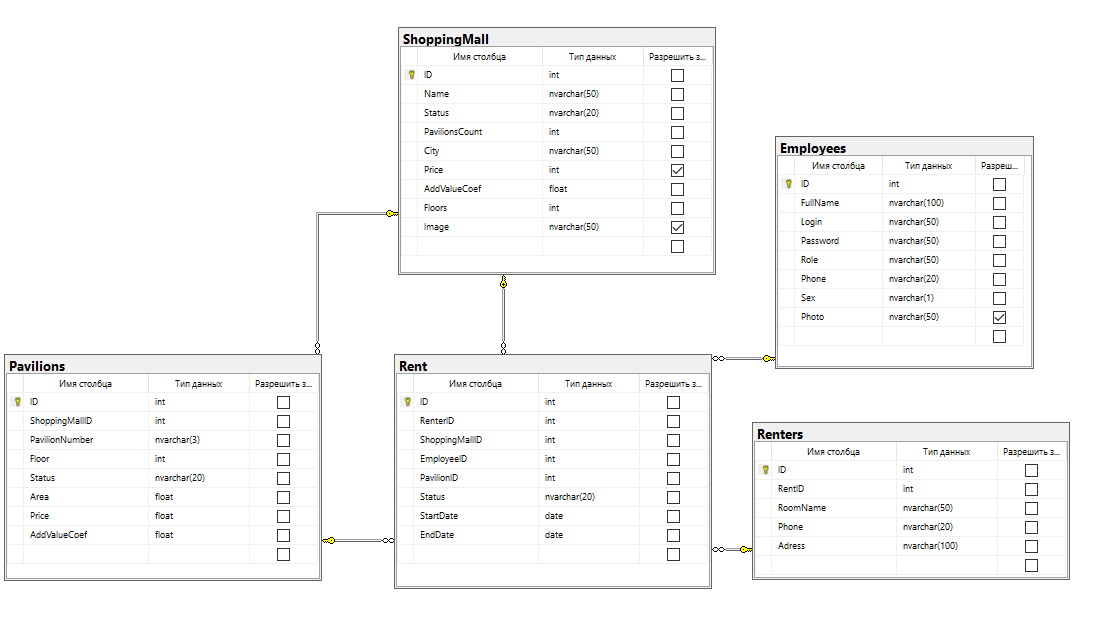 ShoppingMall
Имя столбца Тип данных Разрешить з...
ID int
Name nvarchar(50)
Status nvarchar(20)
PavilionsCount int
City nvarchar(50)
Price int
AddValueCoef float
Floors int
Image nvarchar(50)
Employees
Имя столбца Тип данных Разреш...
ID int
FullName nvarchar(100)
Login nvarchar(50)
Password nvarchar(50)
Role nvarchar(50)
Phone nvarchar(20)
Sex nvarchar(1)
Photo nvarchar(50)
Pavilions
Имя столбца Тип данных Разрешить з...
ID int
ShoppingMallID int
PavilionNumber nvarchar(3)
Floor int
Status nvarchar(20)
Area float
Price float
AddValueCoef float
Rent
Имя столбца Тип данных Разрешить з...
ID int
RenterID int
ShoppingMallID int
EmployeeID int
PavilionID int
Status nvarchar(20)
StartDate date
EndDate date
Renters
Имя столбца Тип данных Разрешить з...
ID int
RentID int
RoomName nvarchar(50)
Phone nvarchar(20)
Adress nvarchar(100)